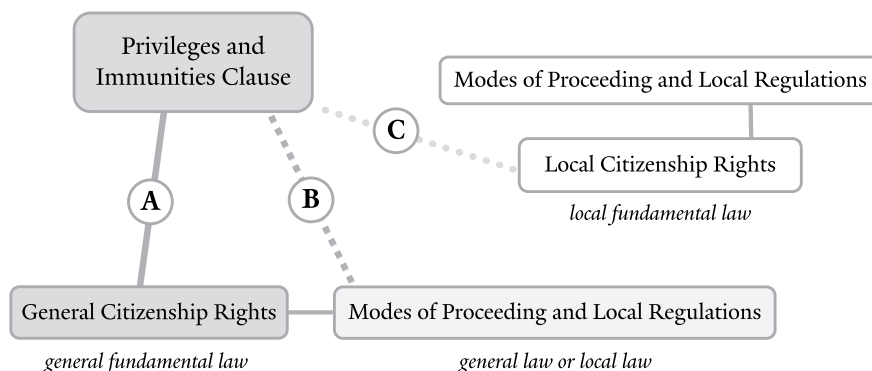 Privileges and
Immunities Clause
Modes of Proceeding and Local Regulations
C
Local Citizenship Rights
A
B
local fundamental law
General Citizenship Rights
Modes of Proceeding and Local Regulations
general fundamental law
general law or local law